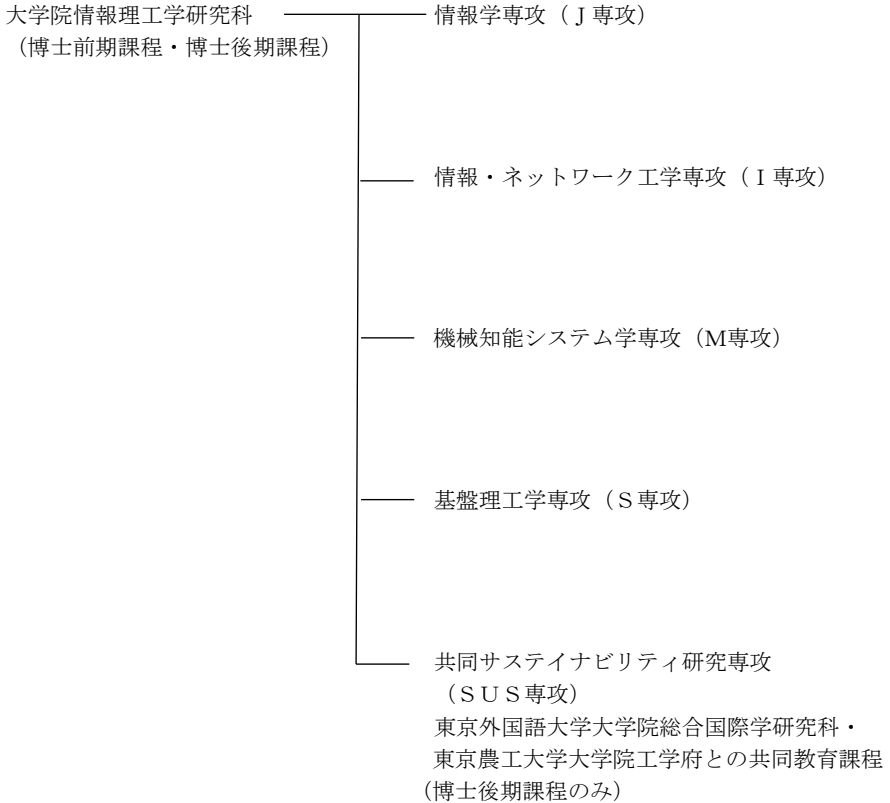 大学院情報理工学研究科
（博士前期課程・博士後期課程）
情報学専攻（Ｊ専攻）
情報・ネットワーク工学専攻（Ｉ専攻）
機械知能システム学専攻（M専攻）
基盤理工学専攻（Ｓ専攻）
共同サステイナビリティ研究専攻
（ＳＵＳ専攻）
東京外国語大学大学院総合国際学研究科・
東京農工大学大学院工学府との共同教育課程
（博士後期課程のみ）